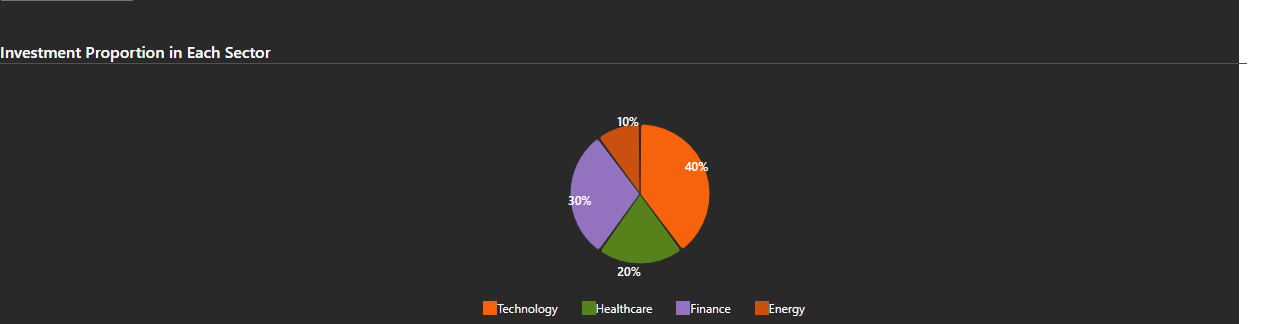 Investment Proportion in Each Sector
10%
40%
30%
20%
Technology Healthcare Finance Energy